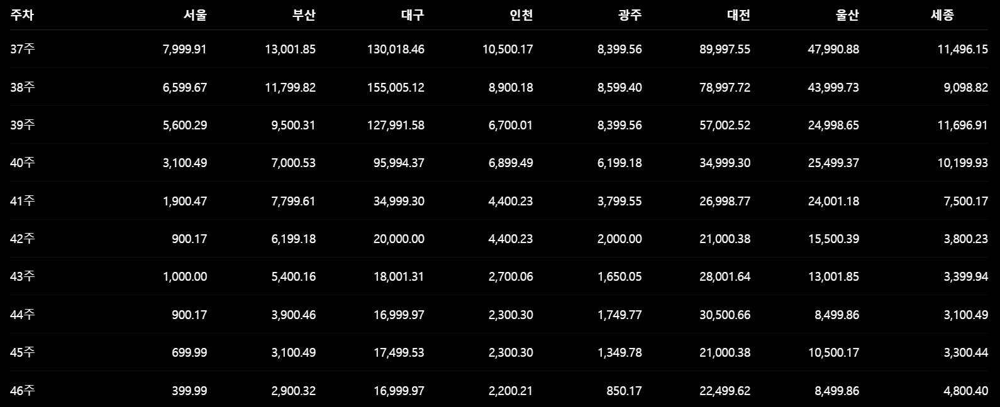 주차 서울 부산 대구 인천 광주 대전 울산 세종
37주 7,999.91 13,001.85 130,018.46 10,500.17 8,399.56 89,997.55 47,990.88 11,496.15
38주 6,599.67 11,799.82 155,005.12 8,900.18 8,599.40 78,997.72 43,999.73 9,098.82
39주 5,600.29 9,500.31 127,991.58 6,700.01 8,399.56 57,002.52 24,998.65 11,696.91
40주 3,100.49 7,000.53 95,994.37 6,899.49 6,199.18 34,999.30 25,499.37 10,199.93
41주 1,900.47 7,799.61 34,999.30 4,400.23 3,799.55 26,998.77 24,001.18 7,500.17
42주 900.17 6,199.18 20,000.00 4,400.23 2,000.00 21,000.38 15,500.39 3,800.23
43주 1,000.00 5,400.16 18,001.31 2,700.06 1,650.05 28,001.64 13,001.85 3,399.94
44주 900.17 3,900.46 16,999.97 2,300.30 1,749.77 30,500.66 8,499.86 3,100.49
45주 699.99 3,100.49 17,499.53 2,300.30 1,349.78 21,000.38 10,500.17 3,300.44
46주 399.99 2,900.32 16,999.97 2,200.21 850.17 22,499.62 8,499.86 4,800.40